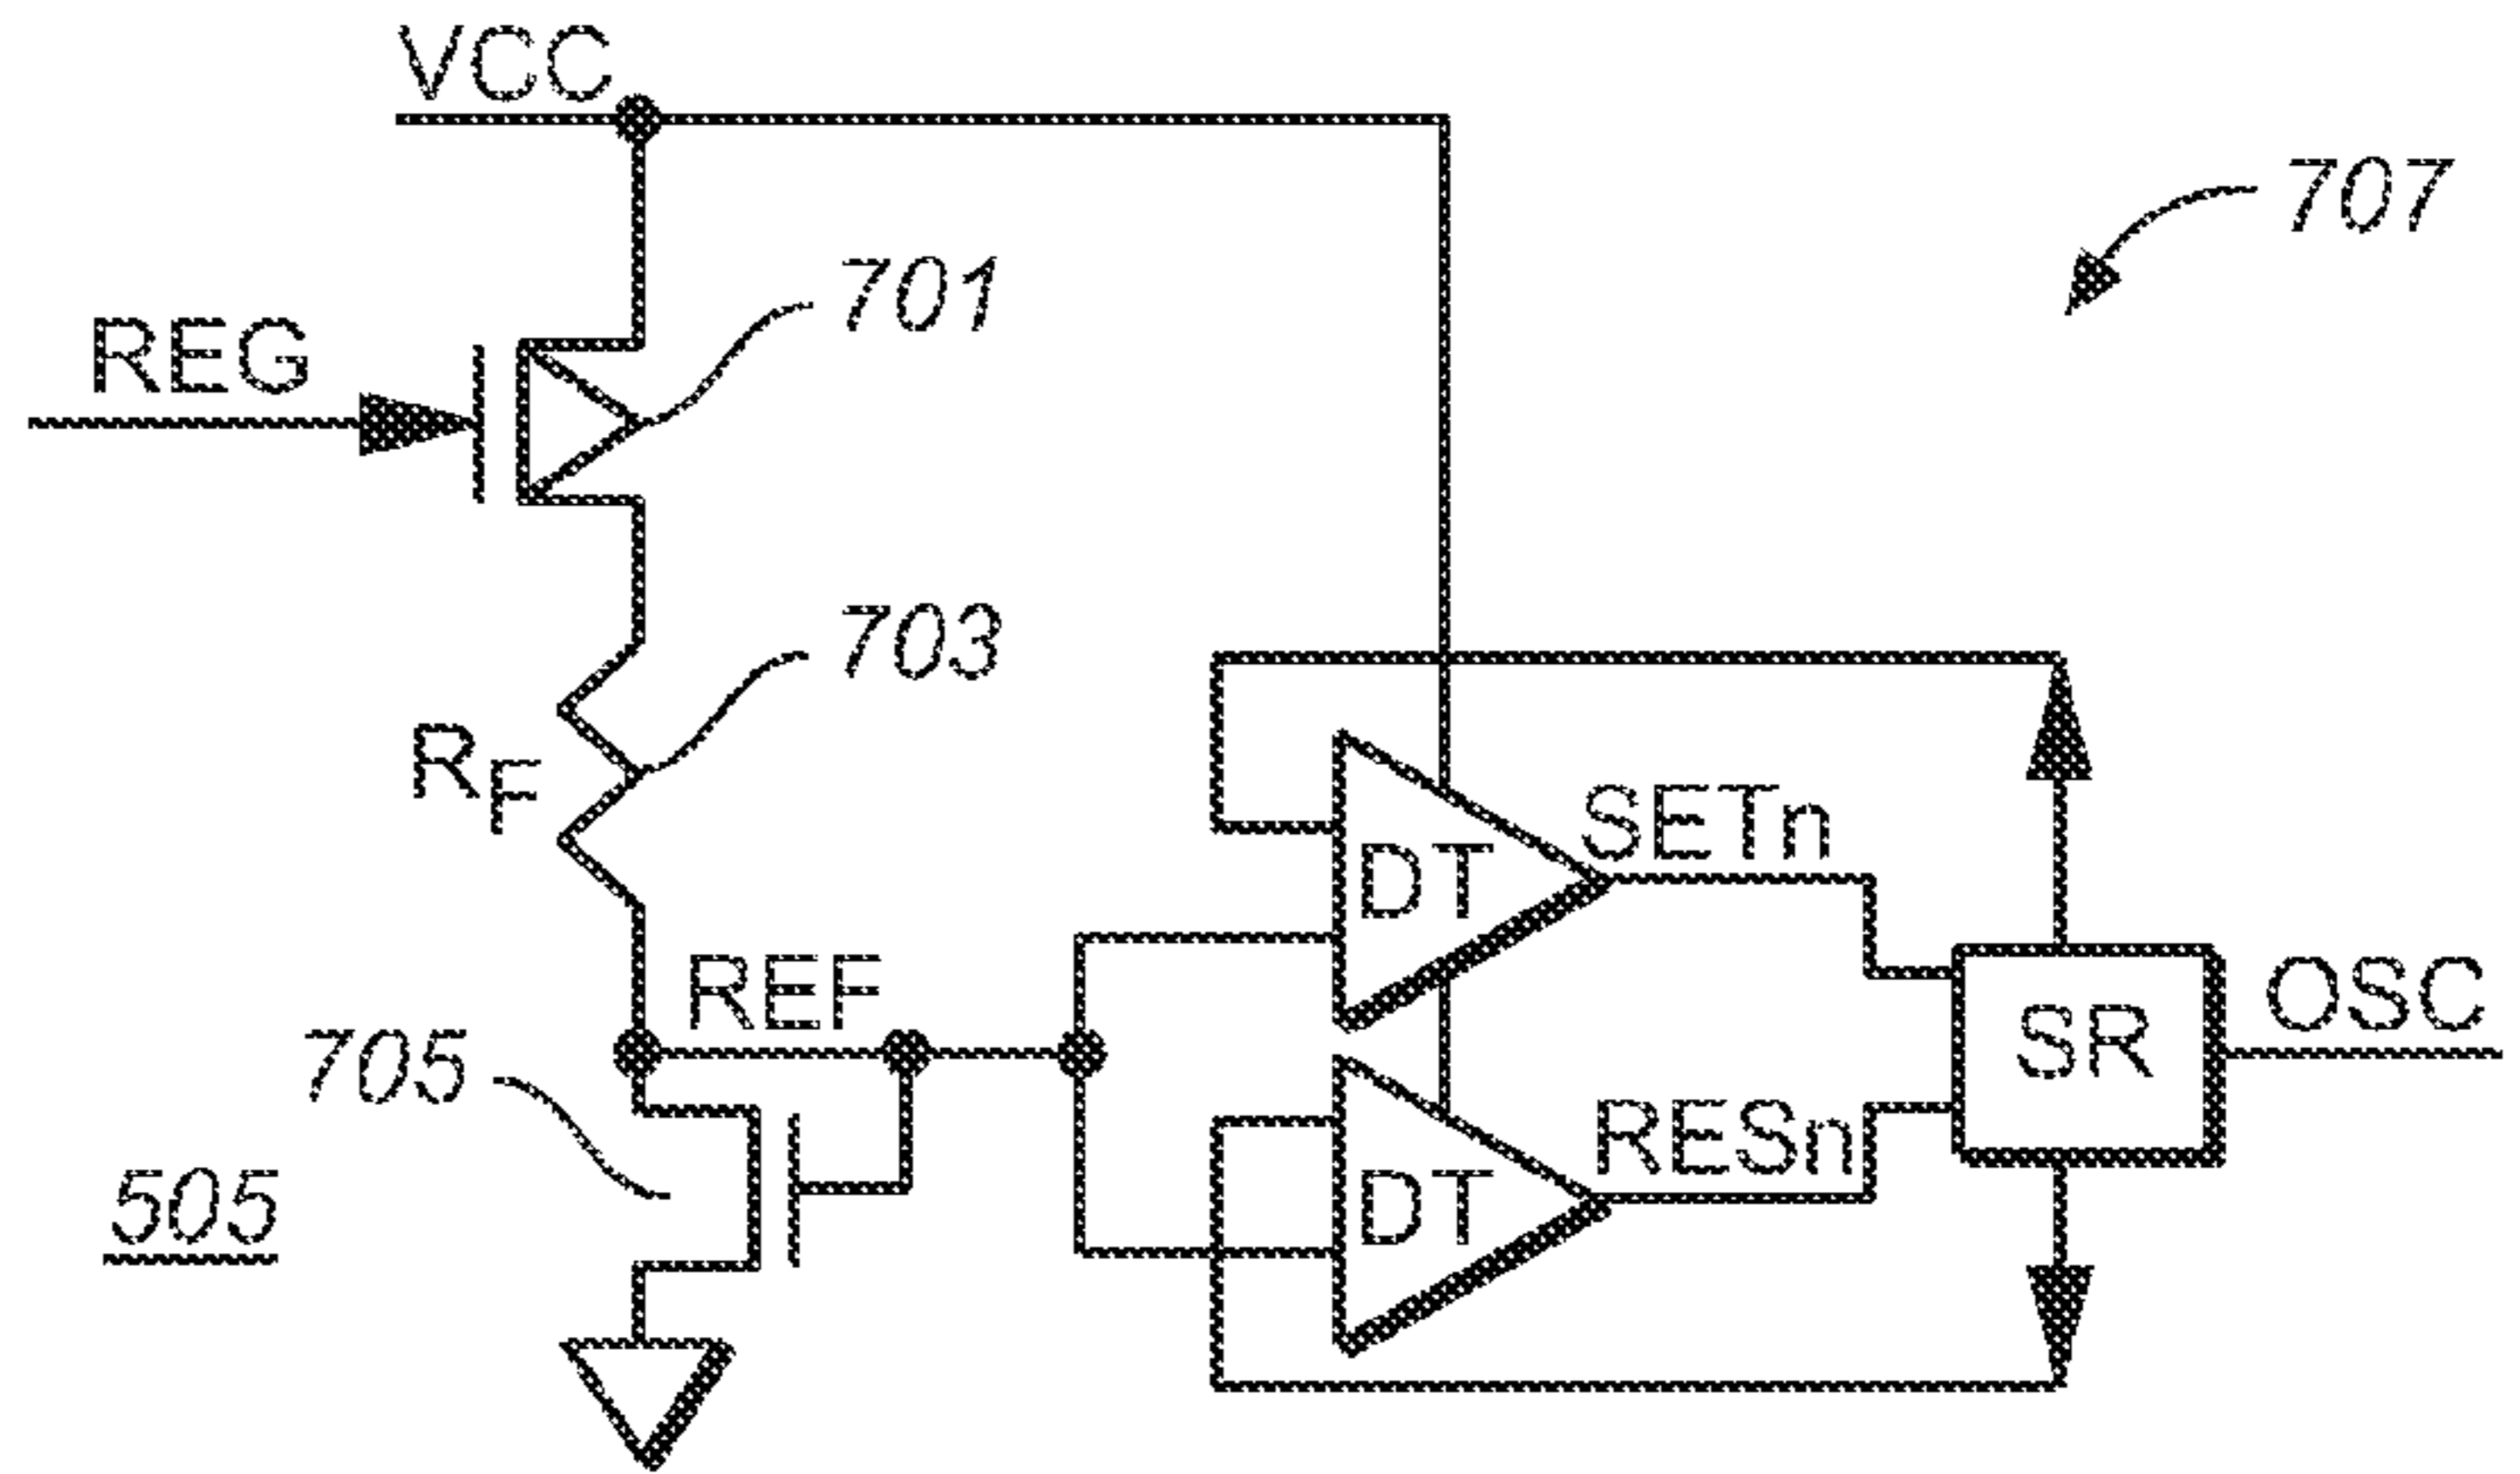 VCC
707
701
REG
703
RF
SETn
DT
REF
OSC
SR
705
RESn
505
DT